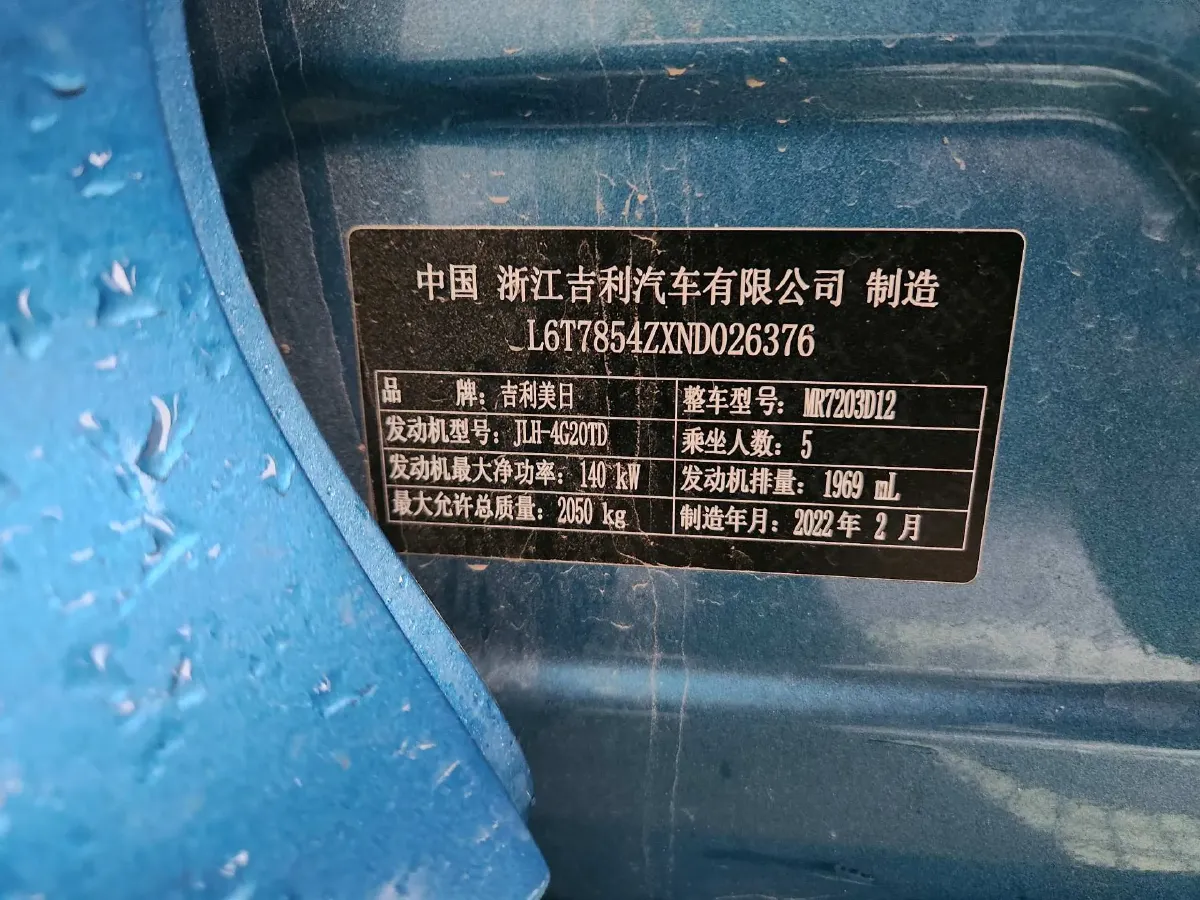 中国 浙江吉利汽车有限公司 制造
L6T7854ZXND026376
品 牌：吉利美日 整车型号：MR7203D12
发动机型号：JLH-4G20TD 乘坐人数：5
发动机最大净功率：140 kW 发动机排量：1969 mL
最大允许总质量：2050 kg 制造年月：2022年 2 月